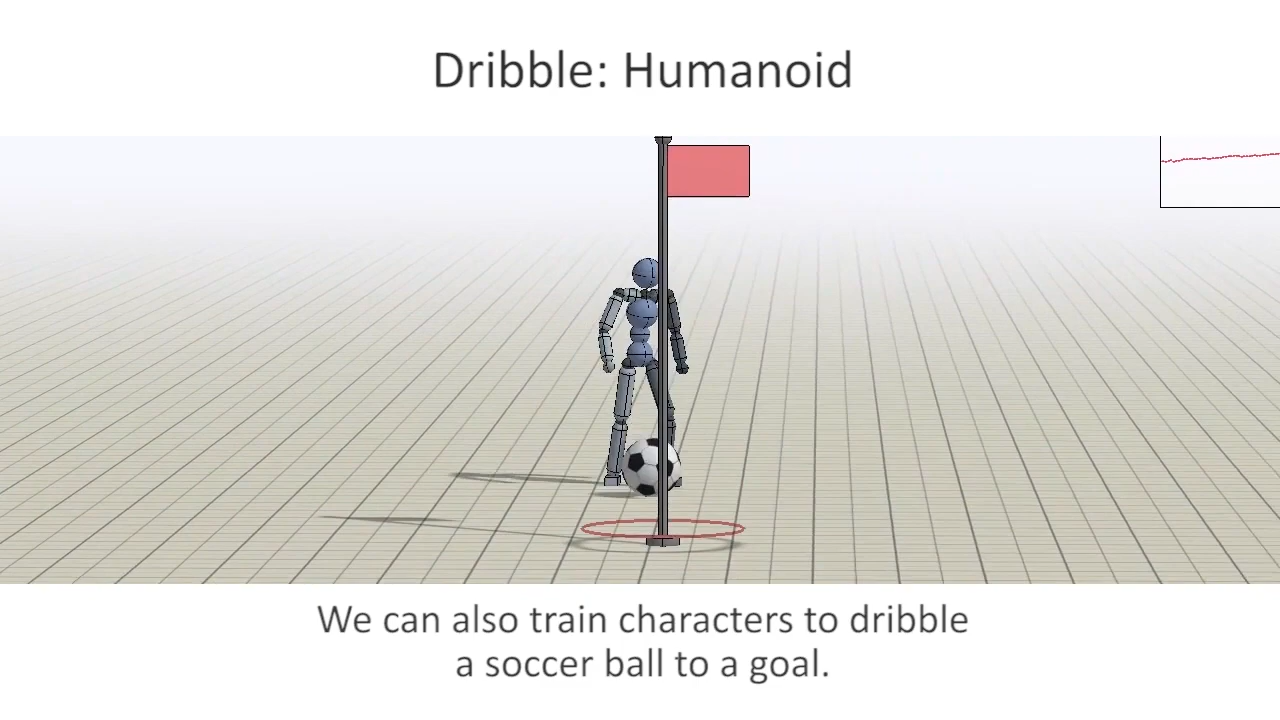 Dribble: Humanoid
We can also train characters to dribble
a soccer ball to a goal.